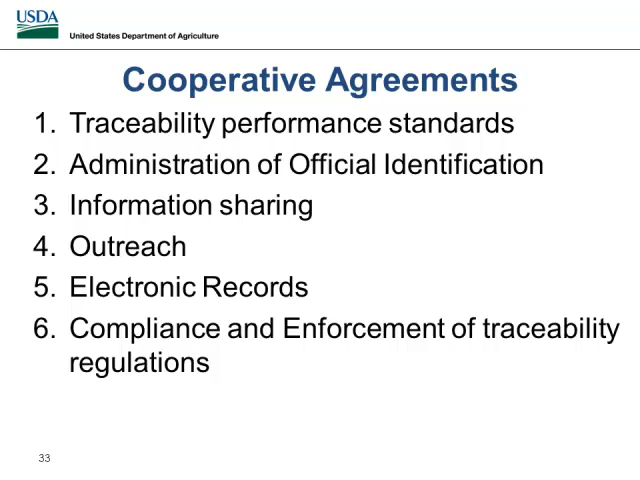 USDA
United States Department of Agriculture
Cooperative Agreements
1. Traceability performance standards
2. Administration of Official Identification
3. Information sharing
4. Outreach
5. Electronic Records
6. Compliance and Enforcement of traceability
regulations
33